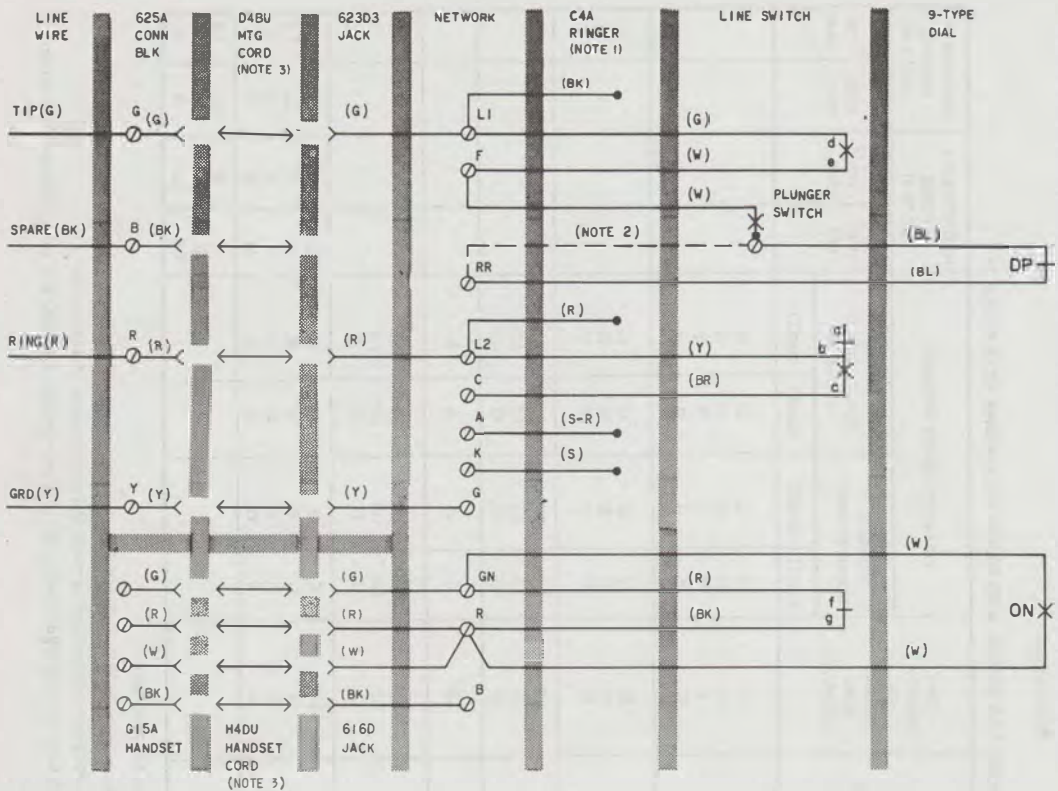 LINE WIRE
625A CONN BLK
D4BU MTG CORD (NOTE 3)
623D3 JACK
NETWORK
C4A RINGER (NOTE 1)
LINE SWITCH
9-TYPE DIAL
(BK)
TIP(G)
G
(G)
(G)
L1
(G)
d
e
F
(W)
(W)
PLUNGER SWITCH
SPARE(BK)
B
(BK)
(NOTE 2)
(BL)
RR
(BL)
DP
(R)
RING(R)
R
(R)
(R)
L2
(Y)
a
b
c
C
(BR)
A
(S-R)
K
(S)
GRD(Y)
Y
(Y)
(Y)
G
(W)
(G)
(G)
GN
(R)
f
g
(R)
(R)
R
(BK)
ON
(W)
(W)
(W)
(BK)
(BK)
B
G15A HANDSET
H4DU HANDSET CORD (NOTE 3)
616D JACK